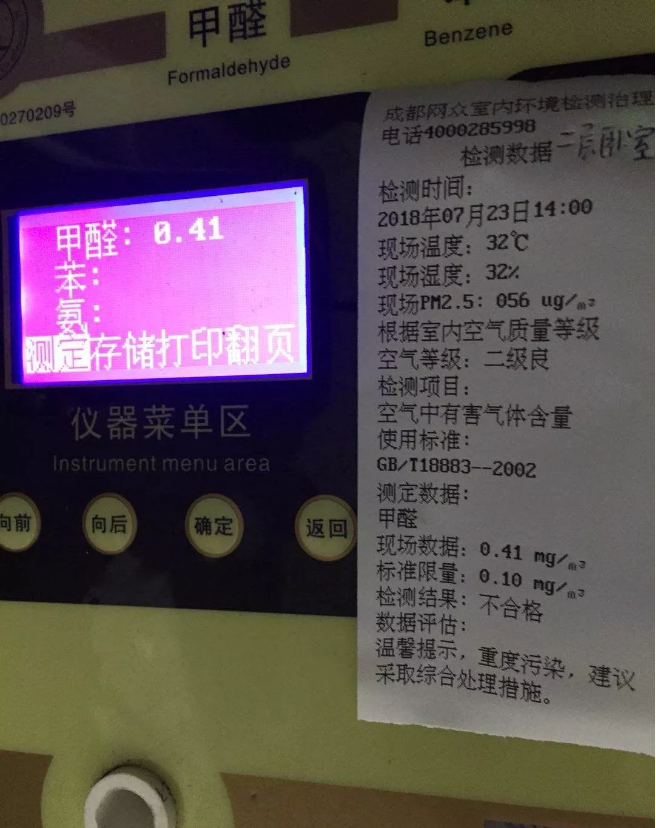 甲醛
Formaldehyde
Benzene
0270209号
甲醛：0.41
苯：
氨：
测定存储打印翻页
仪器菜单区
Instrument menu area
向前
向后
确定
返回
成都网众室内环境检测治理
电话4000285998
检测数据 二层卧室
检测时间：
2018年07月23日14:00
现场温度：32℃
现场湿度：32%
现场PM2.5：056 ug/m³
根据室内空气质量等级
空气等级：二级良
检测项目：
空气中有害气体含量
使用标准：
GB/T18883--2002
测定数据：
甲醛
现场数据：0.41 mg/m³
标准限量：0.10 mg/m³
检测结果：不合格
数据评估：
温馨提示，重度污染，建议
采取综合处理措施。